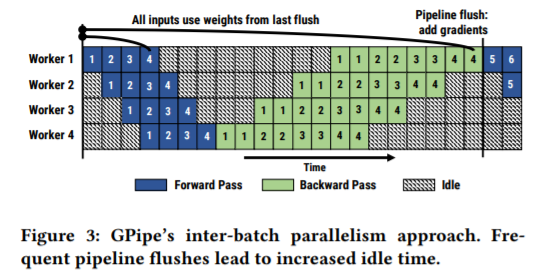 All inputs use weights from last flush
Pipeline flush:
add gradients
Worker 1 1 2 3 4 1 1 2 2 3 3 4 4 5 6
Worker 2 1 2 3 4 1 1 2 2 3 3 4 4 5
Worker 3 1 2 3 4 1 1 2 2 3 3 4 4
Worker 4 1 2 3 4 1 1 2 2 3 3 4 4
Time
Forward Pass Backward Pass Idle
Figure 3: GPipe's inter-batch parallelism approach. Fre-
quent pipeline flushes lead to increased idle time.